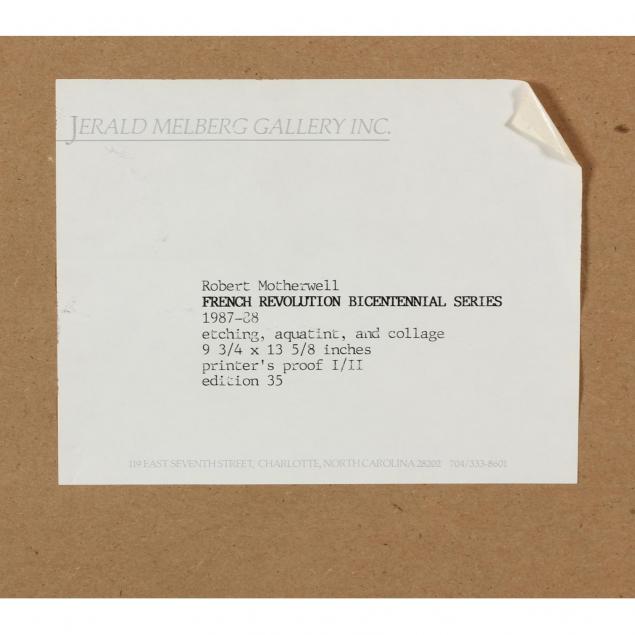 JERALD MELBERG GALLERY INC.
Robert Motherwell
FRENCH REVOLUTION BICENTENNIAL SERIES
1987-88
etching, aquatint, and collage
9 3/4 x 13 5/8 inches
printer's proof I/II
edition 35
119 EAST SEVENTH STREET, CHARLOTTE, NORTH CAROLINA 28202 704/333-8601